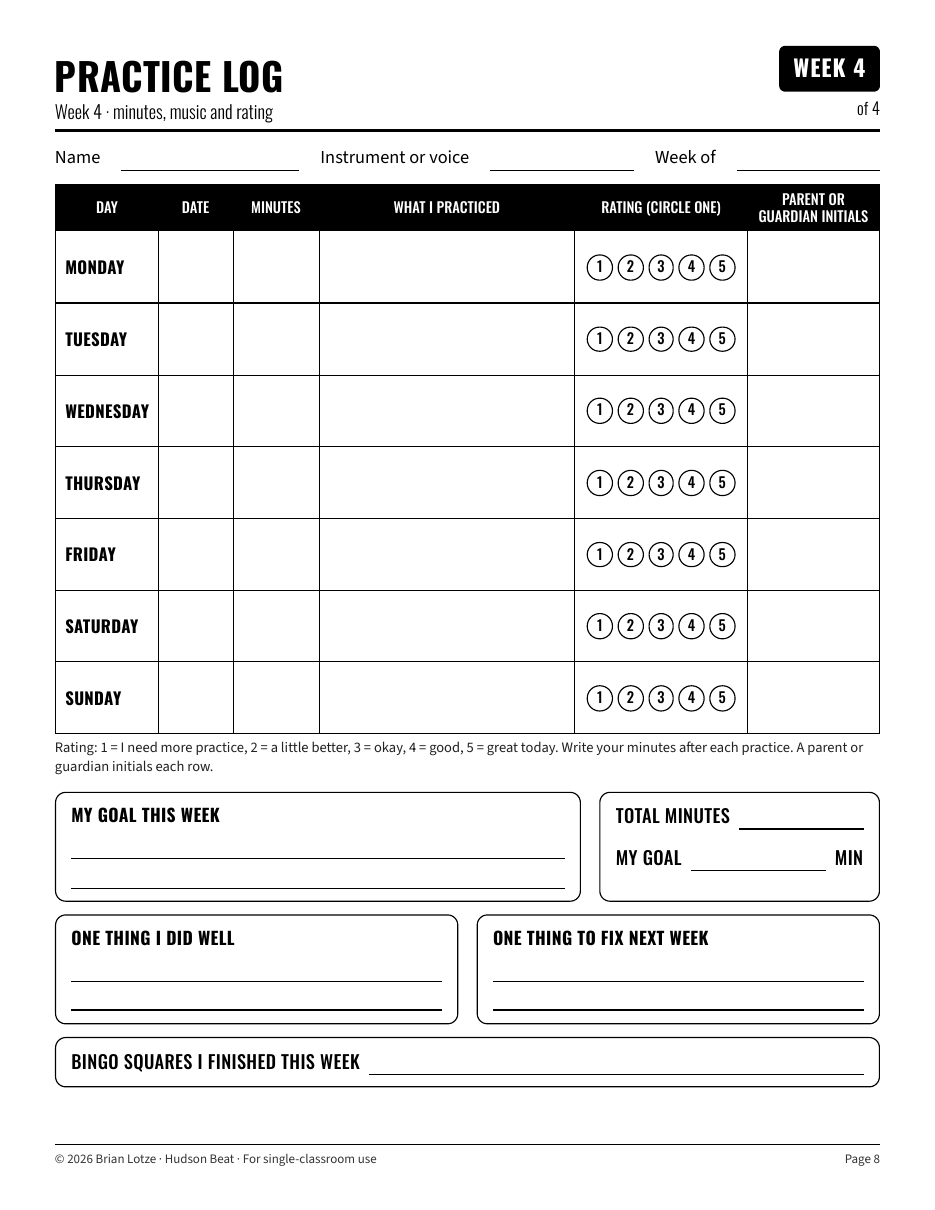 PRACTICE LOG
WEEK 4
Week 4 · minutes, music and rating
of 4
Name Instrument or voice Week of
DAY DATE MINUTES WHAT I PRACTICED RATING (CIRCLE ONE) PARENT OR GUARDIAN INITIALS
MONDAY 1 2 3 4 5
TUESDAY 1 2 3 4 5
WEDNESDAY 1 2 3 4 5
THURSDAY 1 2 3 4 5
FRIDAY 1 2 3 4 5
SATURDAY 1 2 3 4 5
SUNDAY 1 2 3 4 5
Rating: 1 = I need more practice, 2 = a little better, 3 = okay, 4 = good, 5 = great today. Write your minutes after each practice. A parent or
guardian initials each row.
MY GOAL THIS WEEK
TOTAL MINUTES
MY GOAL MIN
ONE THING I DID WELL
ONE THING TO FIX NEXT WEEK
BINGO SQUARES I FINISHED THIS WEEK
© 2026 Brian Lotze · Hudson Beat · For single-classroom use
Page 8